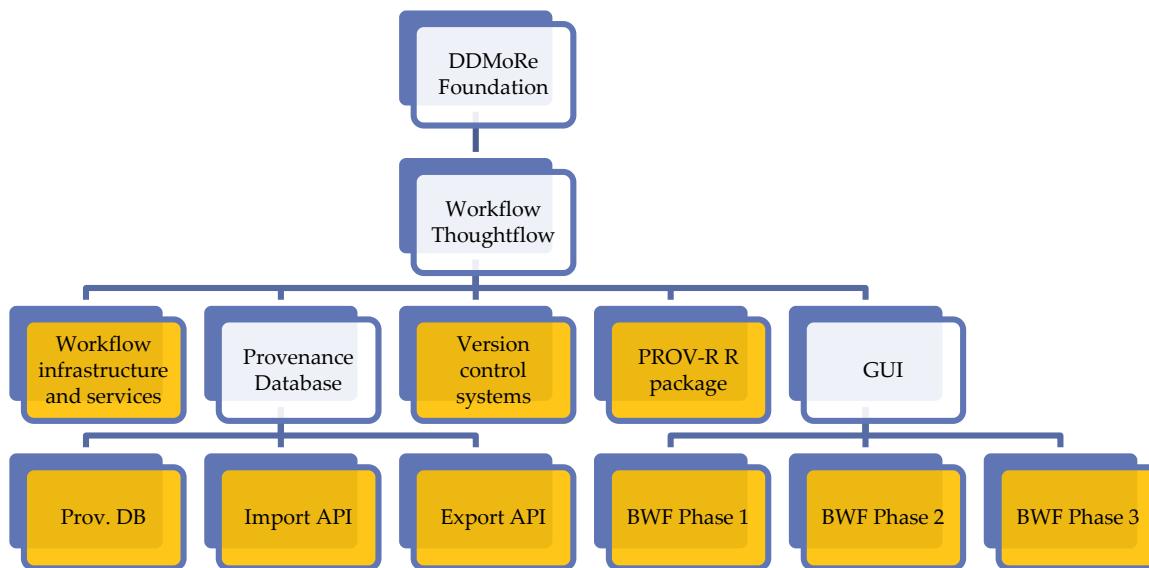 DDMoRe
Foundation
Workflow
Thoughtflow
Workflow
infrastructure
and services
Provenance
Database
Version
control
systems
PROV-R R
package
GUI
Prov. DB
Import API
Export API
BWF Phase 1
BWF Phase 2
BWF Phase 3